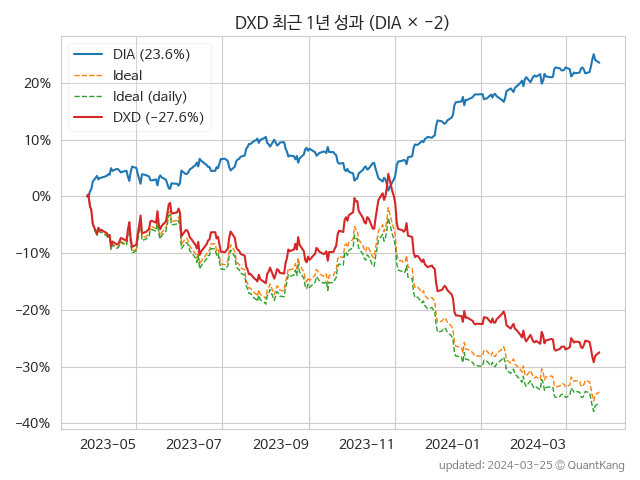 DXD 최근 1년 성과 (DIA × −2)
DIA (23.6%)
Ideal
Ideal (daily)
DXD (−27.6%)
20%
10%
0%
−10%
−20%
−30%
−40%
2023−05 2023−07 2023−09 2023−11 2024−01 2024−03
updated: 2024−03−25 © QuantKang